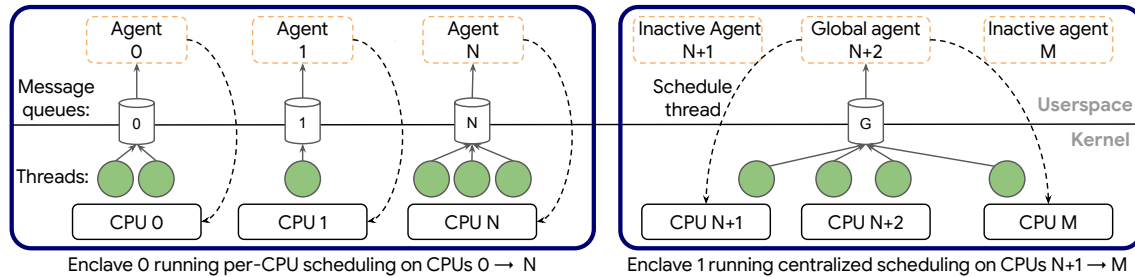 Agent
0
Agent
1
Agent
N
Inactive Agent
N+1
Global agent
N+2
Inactive agent
M
Message
queues:
0
1
N
Schedule
thread
G
Userspace
Kernel
Threads:
CPU 0
CPU 1
CPU N
CPU N+1
CPU N+2
CPU M
Enclave 0 running per-CPU scheduling on CPUs 0 → N
Enclave 1 running centralized scheduling on CPUs N+1 → M